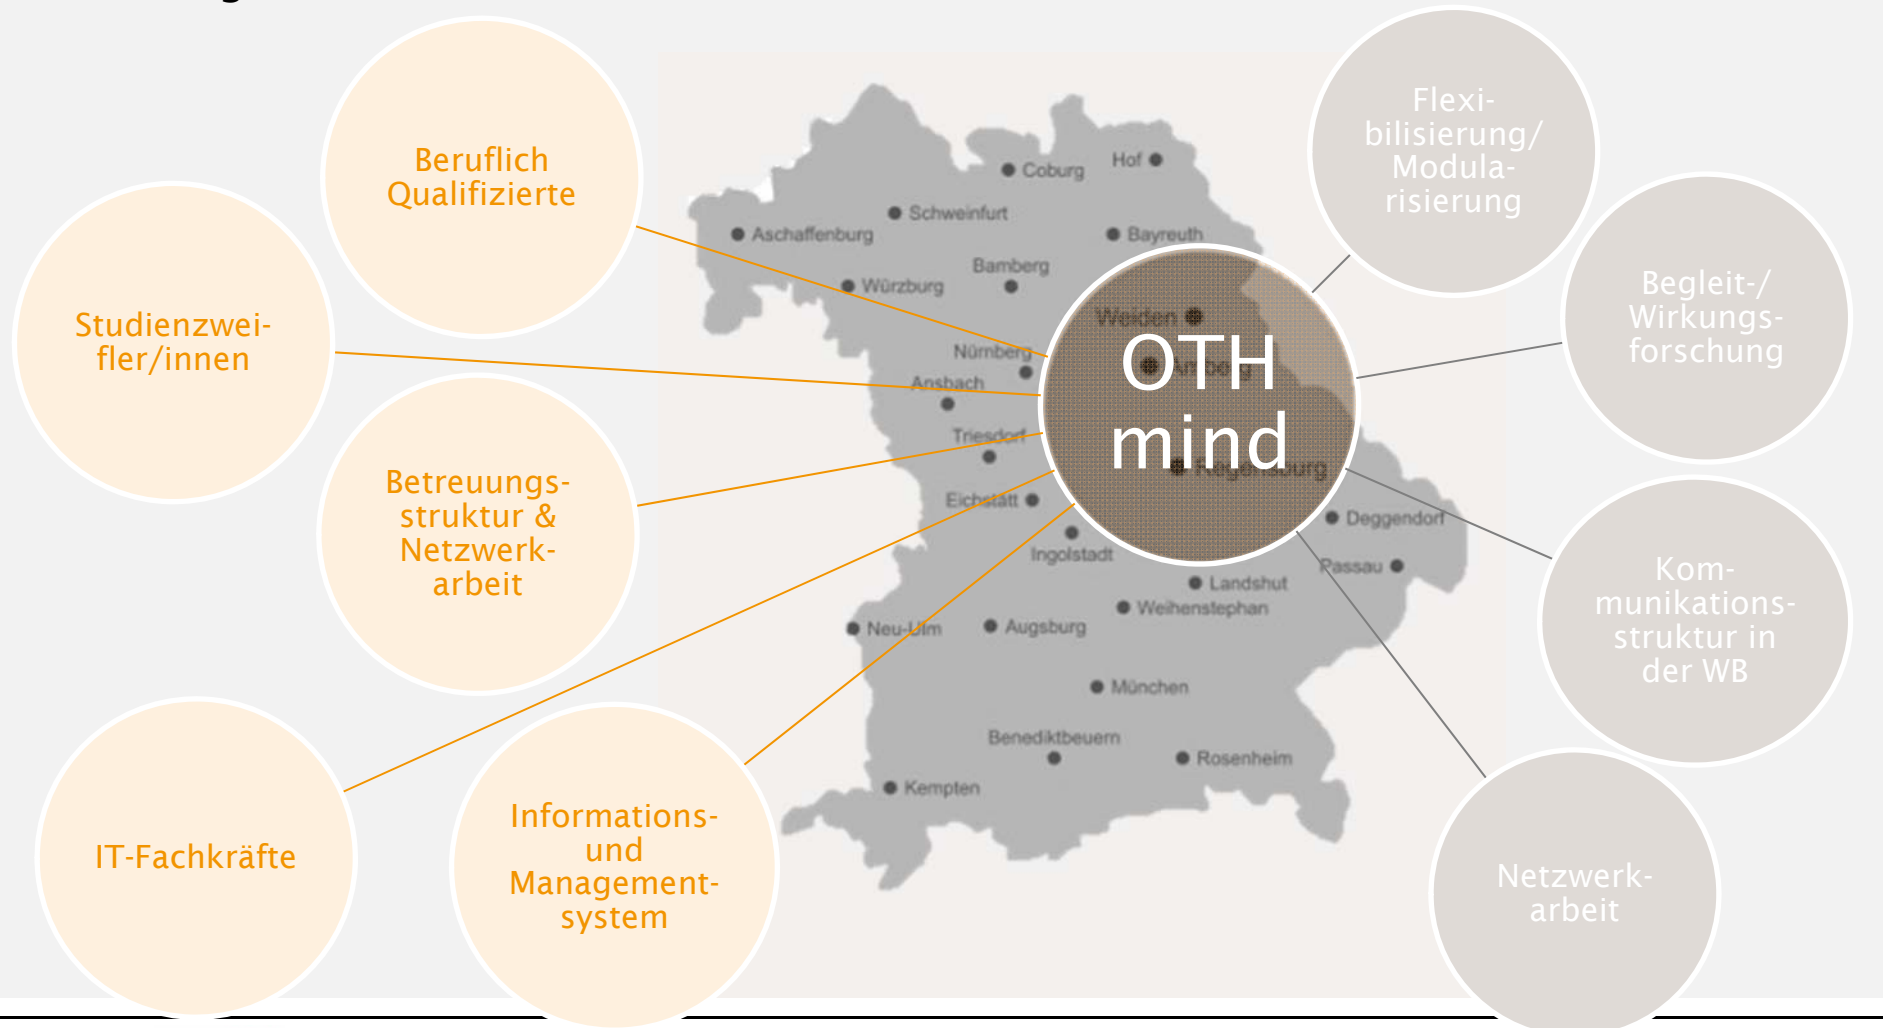 Beruflich
Qualifizierte
Studienzwei-
fler/innen
Betreuungs-
struktur &
Netzwerk-
arbeit
IT-Fachkräfte
Informations-
und
Management-
system
Coburg
Hof
Schweinfurt
Aschaffenburg
Bayreuth
Bamberg
Würzburg
Weiden
Nürnberg
Amberg
Ansbach
OTH
mind
Triesdorf
Regensburg
Eichstätt
Deggendorf
Ingolstadt
Passau
Landshut
Weihenstephan
Neu-Ulm
Augsburg
München
Benediktbeuern
Rosenheim
Kempten
Flexi-
bilisierung/
Modula-
risierung
Begleit-/
Wirkungs-
forschung
Kom-
munikations-
struktur in
der WB
Netzwerk-
arbeit